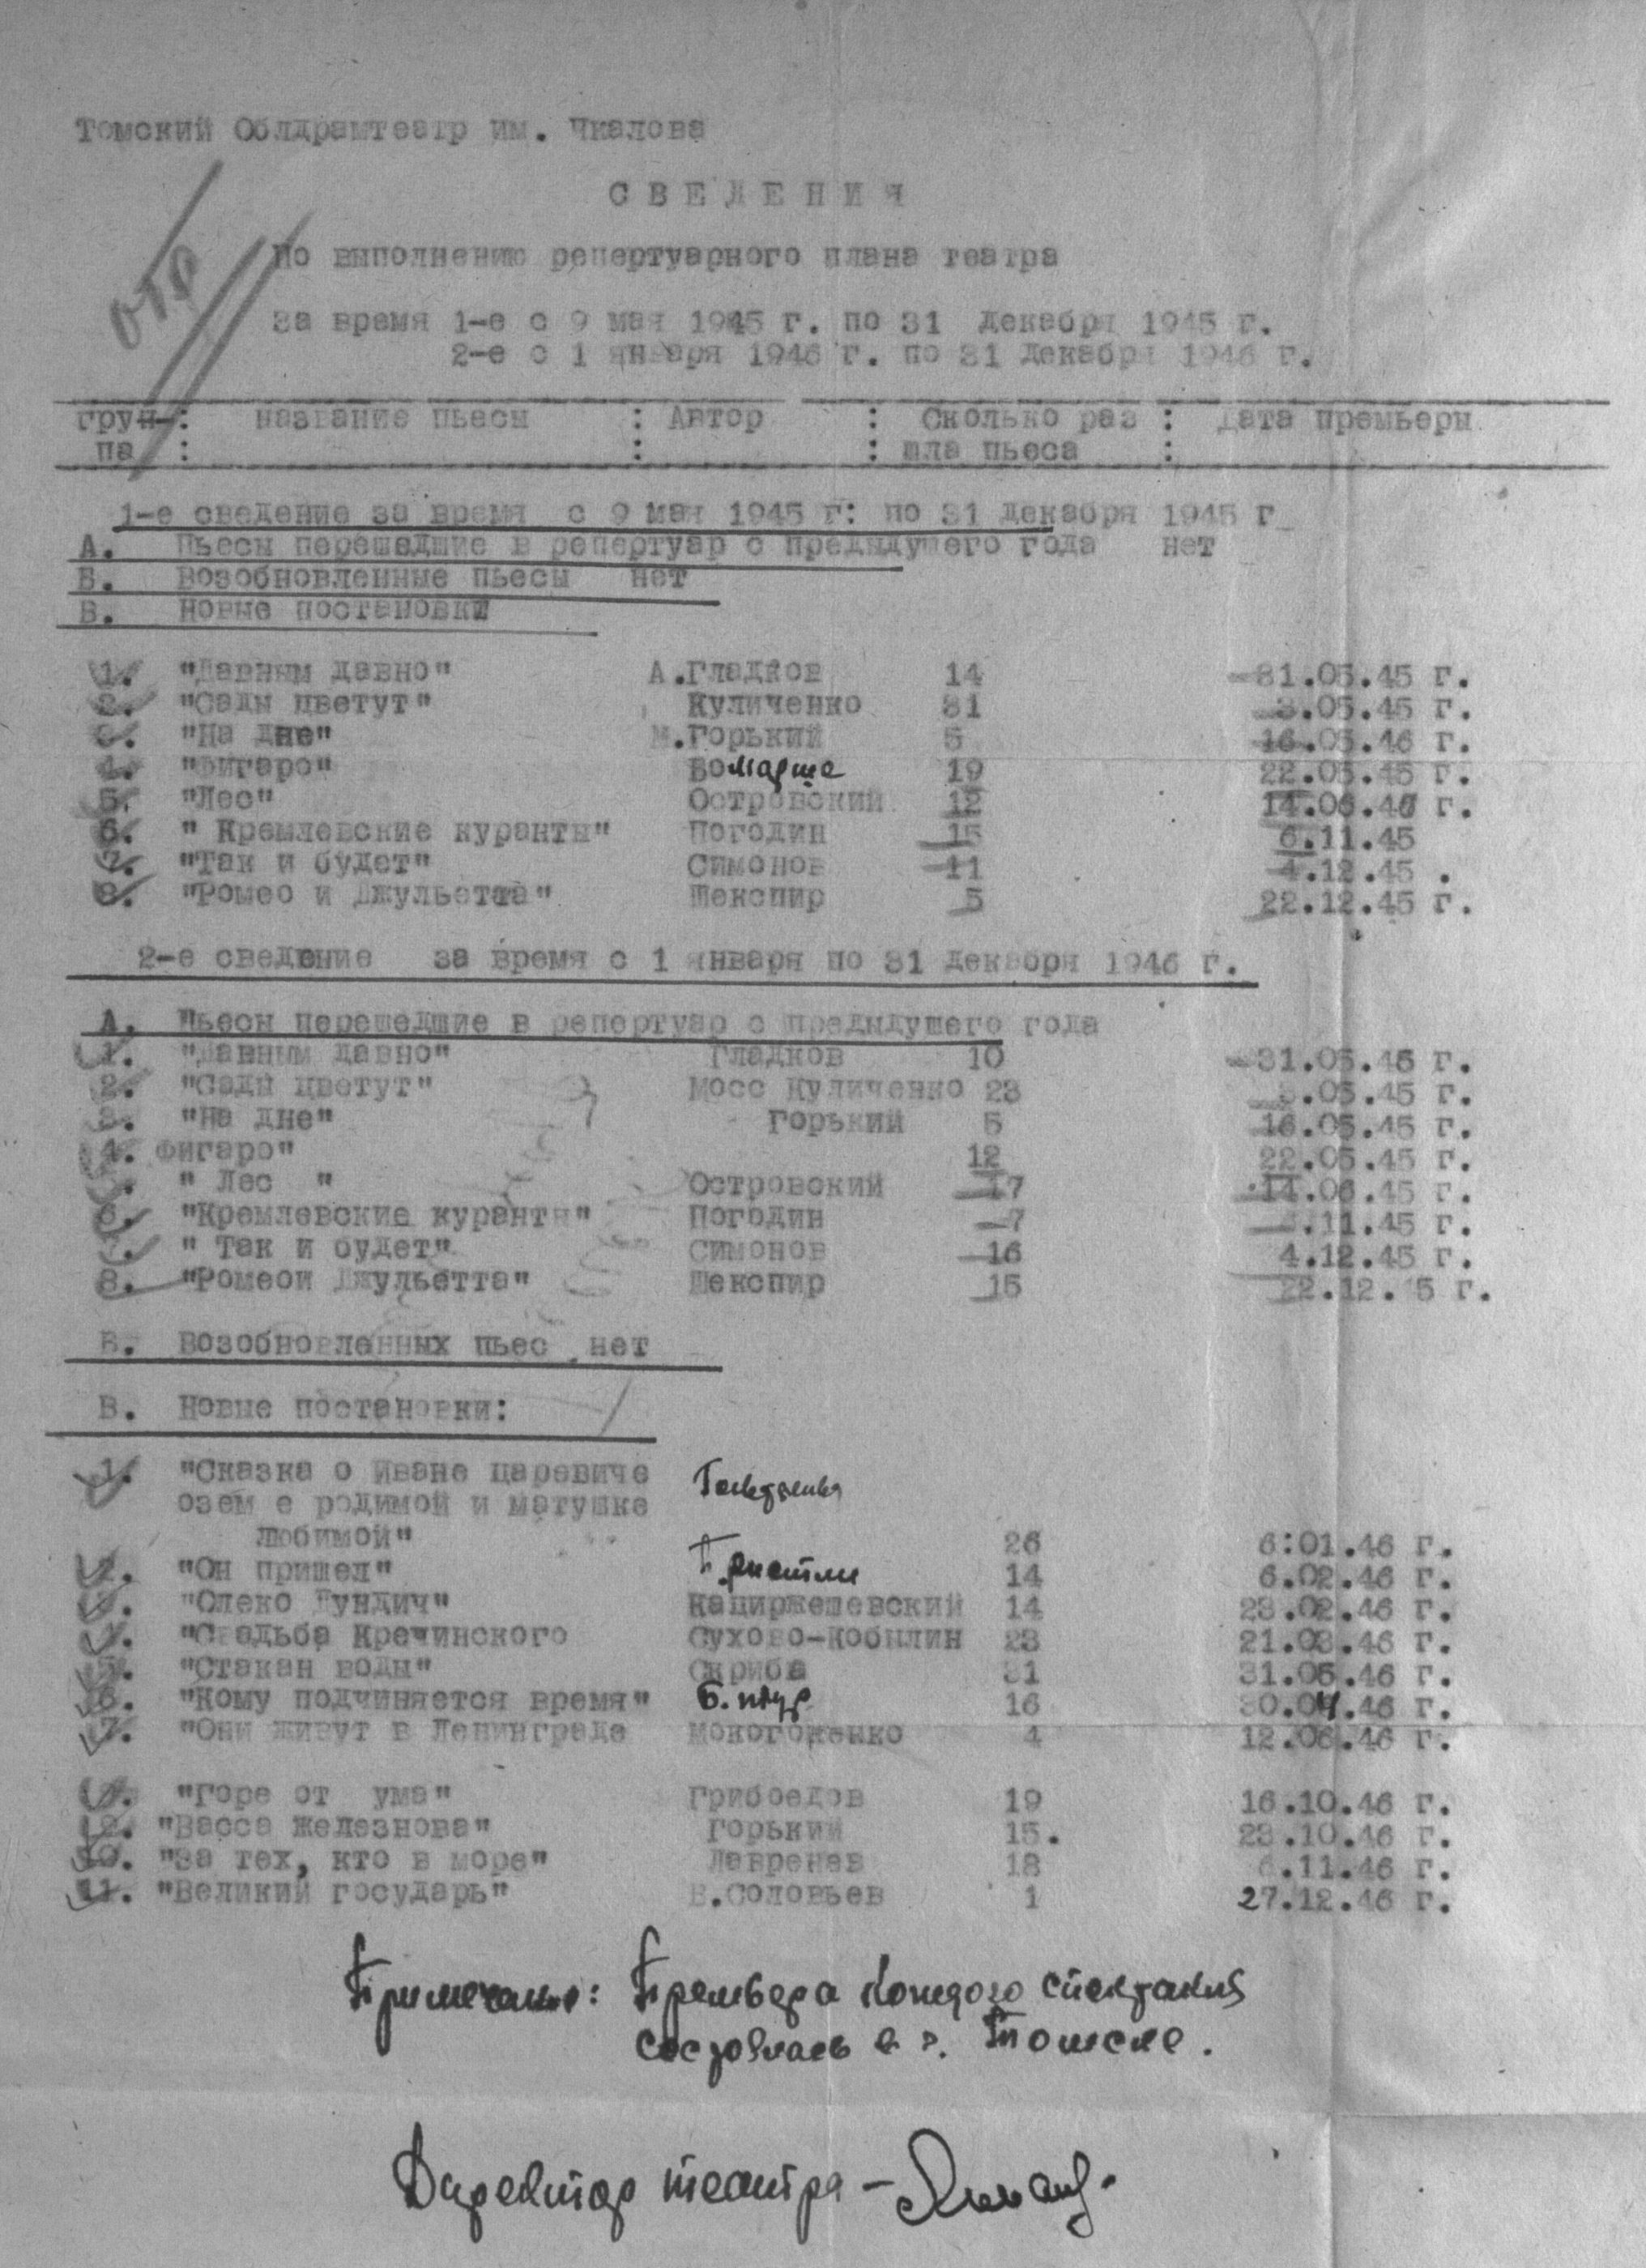 Томский Облдрамтеатр им. Чкалова
СВЕДЕНИЯ
По выполнению репертуарного плана театра
За время 1-е с 9 мая 1945 г. по 31 декабря 1945 г.
2-е с 1 января 1946 г. по 31 декабря 1946 г.
груп-: название пьесы : Автор : Сколько раз : Дата премьеры
па : : : шла пьеса :
1-е сведение за время с 9 мая 1945 г: по 31 декабря 1945 г
А. Пьесы перешедшие в репертуар с предыдушего года нет
Б. Возобновленные пьесы нет
В. Новые постановки
1. "Давным давно" А.Гладков 14 31.05.45 г.
2. "Сады цветут" Куличенко 31 3.05.45 г.
3. "На дне" М.Горький 5 16.05.46 г.
4. "Фигаро" Бомарше 19 22.05.45 г.
5. "Лес" Островский 12 14.06.4 г.
6. " Кремлевские куранты" Погодин 15 6.11.45
7. "Так и будет" Симонов 11 4.12.45 .
8. "Ромео и Джульетта" Шекспир 5 22.12.45 г.
2-е сведение за время с 1 января по 31 декабря 1946 г.
А. Пьесы перешедшие в репертуар с предыдушего года
1. "Давным давно" Гладков 10 31.05.45 г.
2. "Сады цветут" Мосс Куличенко 23 .05.45 г.
3. "На дне" Горький 5 16.05.45 г.
4. Фигаро" 12 22.05.45 г.
5. " Лес " Островский 17 14.06.45 г.
6. "Кремлевские куранты" Погодин 7 .11.45 г.
7. " Так и будет" Симонов 16 4.12.45 г.
8. "Ромеои Джульетта" Шекспир 15 22.12. 5 г.
Б. Возобновленных пьес нет
В. Новые постановки:
1. "Сказка о Иване царевиче
озем е родимой и матушке
любимой" 26 6:01.46 г.
2. "Он пришел" Пристли 14 6.02.46 г.
3. "Олеко Дундич" Кациржешевский 14 23.02.46 г.
4. "Свадьба Кречинского Сухово-Кобылин 23 21.03.46 г.
5. "Стакан воды" Скриба 31 31.05.46 г.
6. "Кому подчиняется время" 16 30.04.46 г.
7. "Они живут в Ленинграде Мокогоненко 4 12.06.46 г.
"Горе от ума" Грибоедов 19 16.10.46 г.
9. "Васса Железнова" Горький 15. 23.10.46 г.
10. "За тех, кто в море" Лавренев 18 6.11.46 г.
11. "Великий государь" В.Соловьев 1 27.12.46 г.
Примечание: Премьера каждого спектакля
состоялась в г. Томске.
Директор театра –